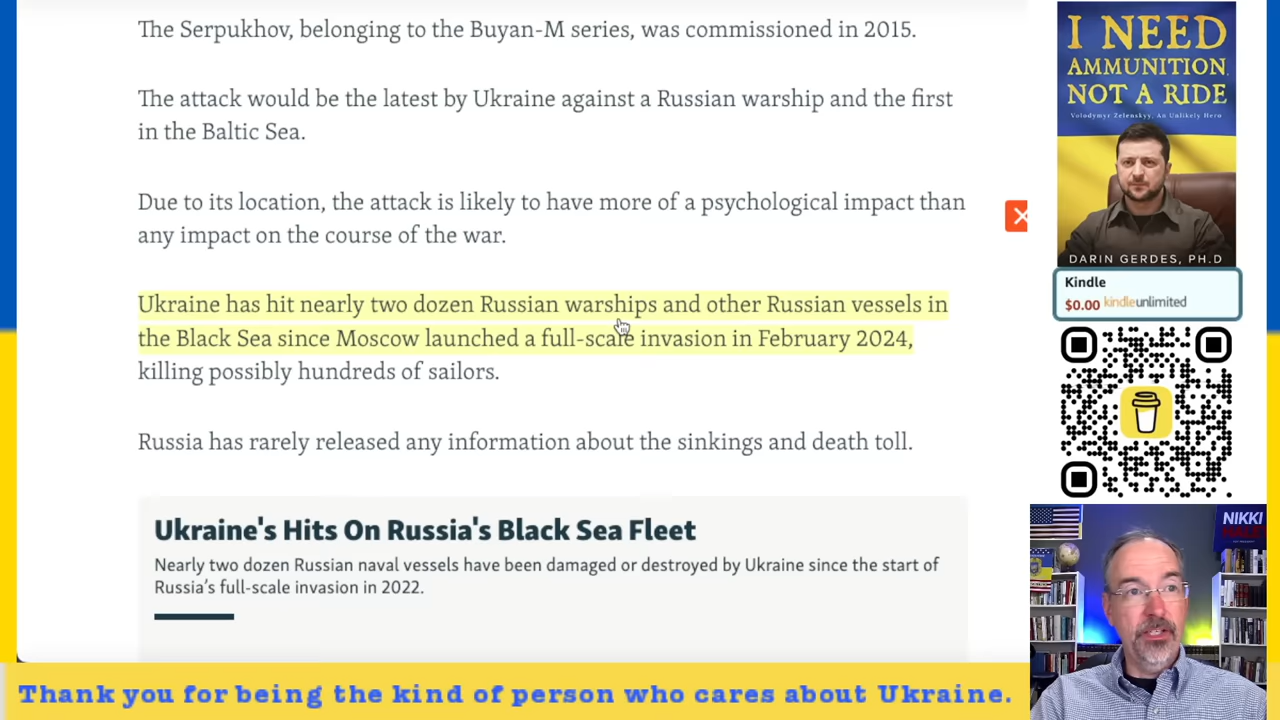 The Serpukhov, belonging to the Buyan-M series, was commissioned in 2015.
The attack would be the latest by Ukraine against a Russian warship and the first
in the Baltic Sea.
Due to its location, the attack is likely to have more of a psychological impact than
any impact on the course of the war.
Ukraine has hit nearly two dozen Russian warships and other Russian vessels in
the Black Sea since Moscow launched a full-scale invasion in February 2024,
killing possibly hundreds of sailors.
Russia has rarely released any information about the sinkings and death toll.
Ukraine's Hits On Russia's Black Sea Fleet
Nearly two dozen Russian naval vessels have been damaged or destroyed by Ukraine since the start of
Russia's full-scale invasion in 2022.
I NEED
AMMUNITION,
NOT A RIDE
Volodymyr Zelenskyy, An Unlikely Hero
DARIN GERDES, PH.D
Kindle
$0.00 kindleunlimited
NIKKI
Thank you for being the kind of person who cares about Ukraine.